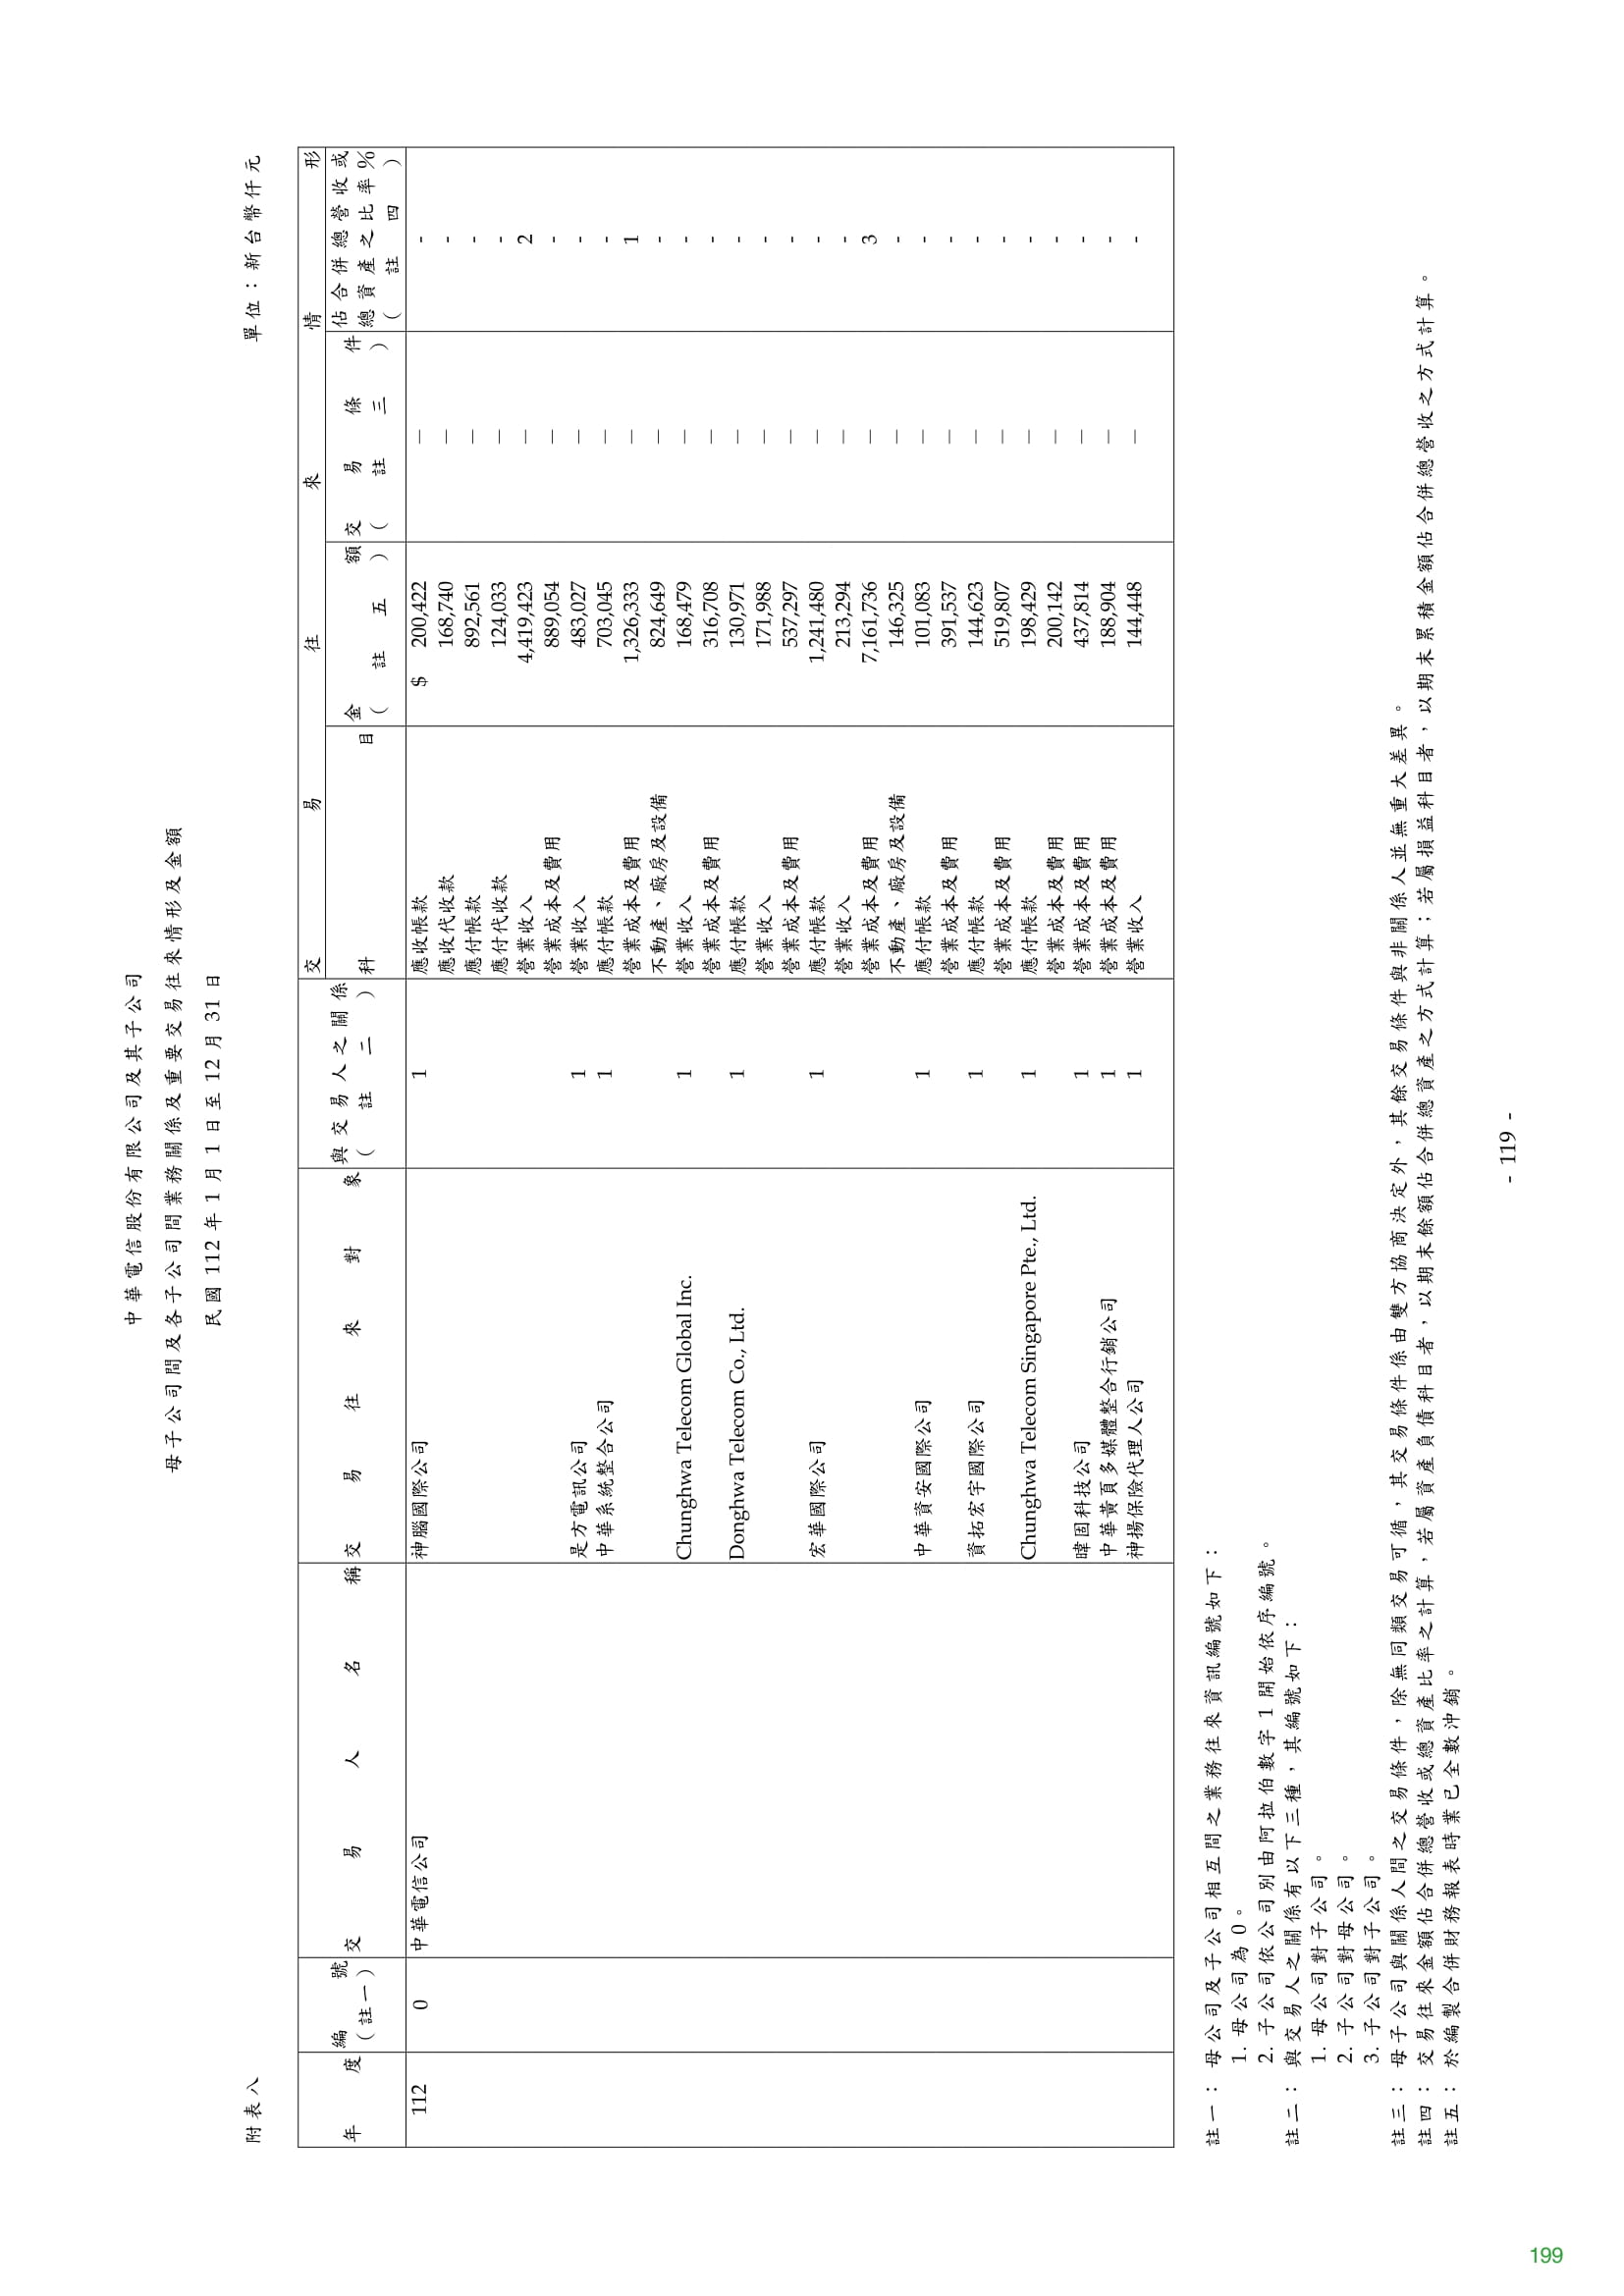 中華電信股份有限公司及其子公司
母子公司間及各子公司間業務關係及重要交易往來情形及金額
民國 112 年 1 月 1 日至 12 月 31 日
附表八 單位：新台幣仟元
交易往來情形
年度 編號（註一） 交易人名稱 交易往來對象 與交易人之關係（註二） 科目 金額（註五） 交易條件（註三） 佔合併總營收或總資產之比率%（註四）
112 0 中華電信公司 神腦國際公司 1 應收帳款 $ 200,422 — -
應收代收款 168,740 — -
應付帳款 892,561 — -
應付代收款 124,033 — -
營業收入 4,419,423 — 2
營業成本及費用 889,054 — -
是方電訊公司 1 營業收入 483,027 — -
中華系統整合公司 1 應付帳款 703,045 — -
營業成本及費用 1,326,333 — 1
不動產、廠房及設備 824,649 — -
Chunghwa Telecom Global Inc. 1 營業收入 168,479 — -
營業成本及費用 316,708 — -
Donghwa Telecom Co., Ltd. 1 應付帳款 130,971 — -
營業收入 171,988 — -
營業成本及費用 537,297 — -
宏華國際公司 1 應付帳款 1,241,480 — -
營業收入 213,294 — -
營業成本及費用 7,161,736 — 3
不動產、廠房及設備 146,325 — -
中華資安國際公司 1 應付帳款 101,083 — -
營業成本及費用 391,537 — -
資拓宏宇國際公司 1 應付帳款 144,623 — -
營業成本及費用 519,807 — -
Chunghwa Telecom Singapore Pte., Ltd. 1 應付帳款 198,429 — -
營業成本及費用 200,142 — -
暐固科技公司 1 營業成本及費用 437,814 — -
中華黃頁多媒體整合行銷公司 1 營業成本及費用 188,904 — -
神揚保險代理人公司 1 營業收入 144,448 — -
註一：母公司及子公司相互間之業務往來資訊編號如下：
1. 母公司為 0。
2. 子公司依公司別由阿拉伯數字 1 開始依序編號。
註二：與交易人之關係有以下三種，其編號如下：
1. 母公司對子公司。
2. 子公司對母公司。
3. 子公司對子公司。
註三：母子公司與關係人間之交易條件，除無同類交易可循，其交易條件係由雙方協商決定外，其餘交易條件與非關係人並無重大差異。
註四：交易往來金額佔合併總營收或總資產比率之計算，若屬資產負債科目者，以期末餘額佔合併總資產之方式計算；若屬損益科目者，以期末累積金額佔合併總營收之方式計算。
註五：於編製合併財務報表時業已全數沖銷。
- 119 -
199